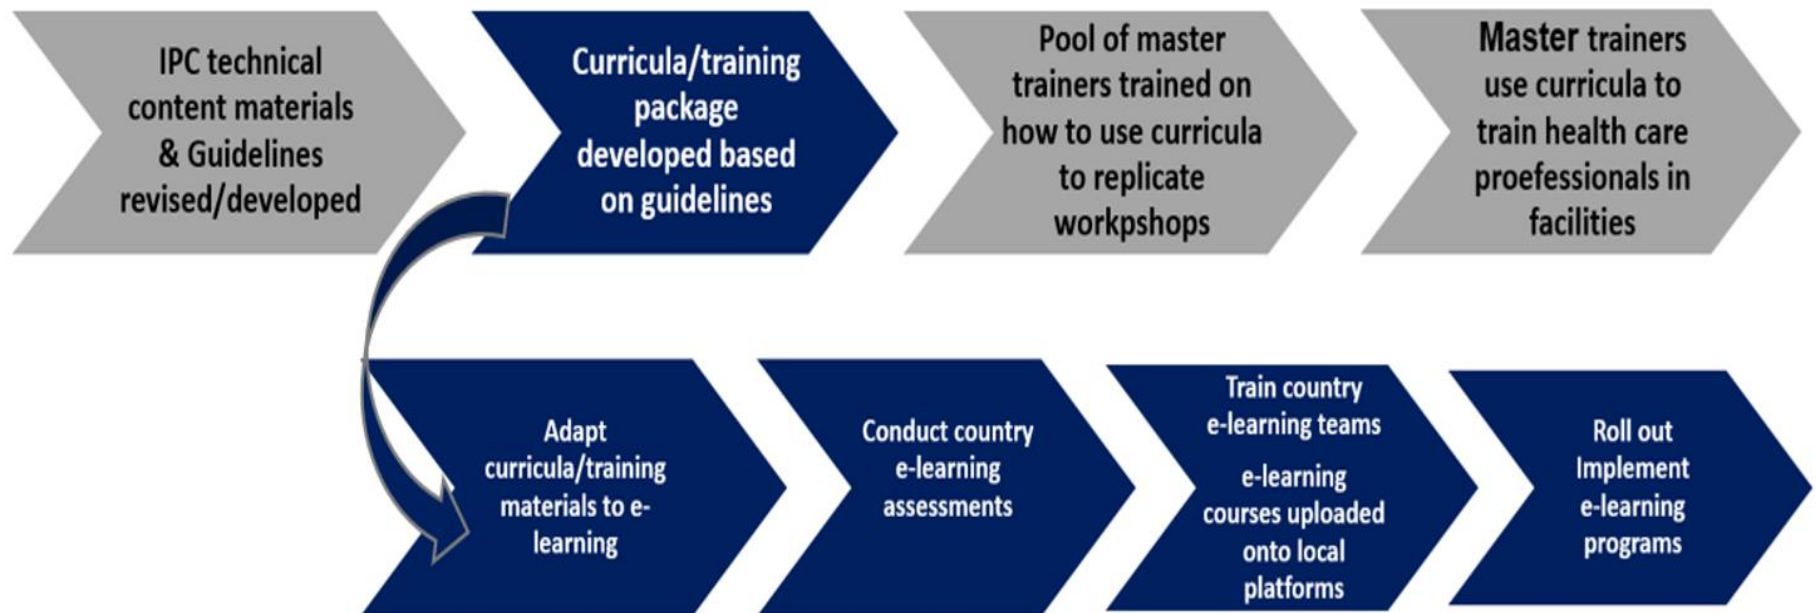 IPC technical
content materials
& Guidelines
revised/developed
Curricula/training
package
developed based
on guidelines
Pool of master
trainers trained on
how to use curricula
to replicate
workpshops
Master trainers
use curricula to
train health care
proefessionals in
facilities
Adapt
curricula/training
materials to e-
learning
Conduct country
e-learning
assessments
Train country
e-learning teams
e-learning
courses uploaded
onto local
platforms
Roll out
Implement
e-learning
programs